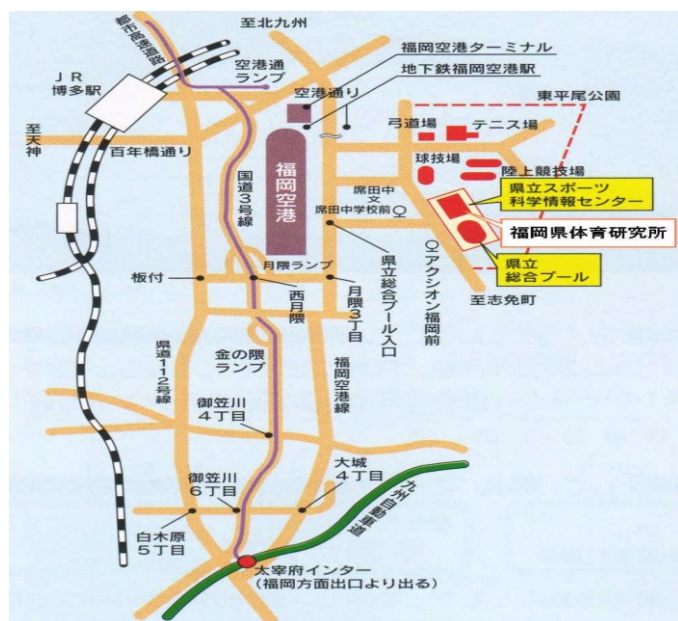 至北九州
都市高速道路
福岡空港ターミナル
空港通
ランプ
ＪＲ
博多駅
空港通り
地下鉄福岡空港駅
東平尾公園
至天神
百年橋通り
弓道場
テニス場
国道3号線
福岡空港
球技場
陸上競技場
席田中
文
県立スポーツ
科学情報センター
席田中学校前
福岡県体育研究所
月隈ランプ
県立
総合プール
板付
アクシオン福岡前
至志免町
西月隈
月隈3丁目
県立総合プール入口
県道112号線
金の隈
ランプ
福岡空港線
御笠川
4丁目
御笠川
6丁目
大城
4丁目
九州自動車道
白木原
5丁目
太宰府インター
(福岡方面出口より出る)